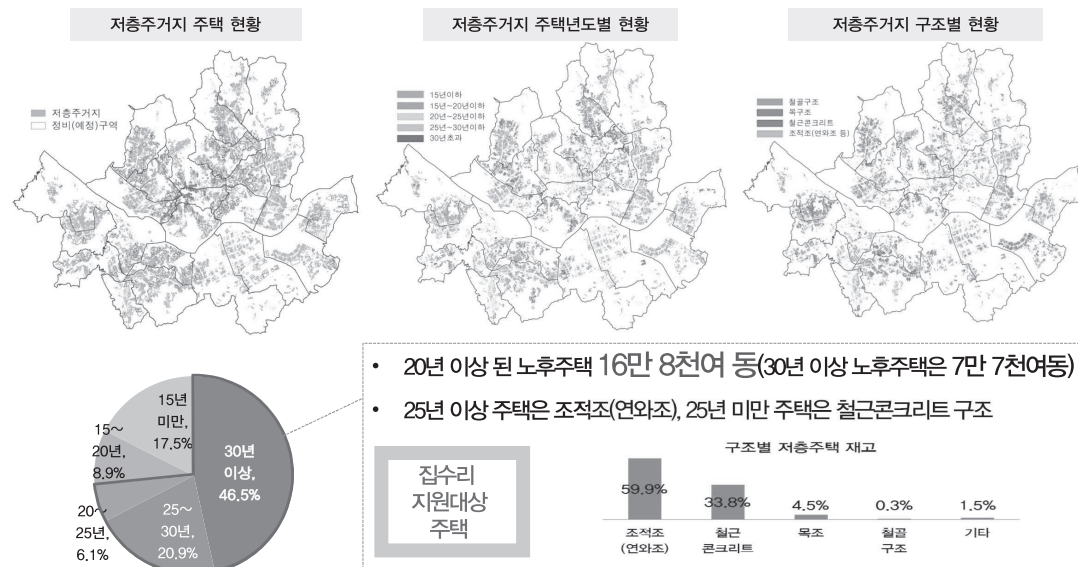 저층주거지 주택 현황
저층주거지
정비(예정)구역
저층주거지 주택년도별 현황
15년이하
15년~20년이하
20년~25년이하
25년~30년이하
30년초과
저층주거지 구조별 현황
철골구조
목구조
철근콘크리트
조적조(연와조 등)
15년
미만,
17.5%
15~
20년,
8.9%
20~
25년,
6.1%
25~
30년,
20.9%
30년
이상,
46.5%
• 20년 이상 된 노후주택 16만 8천여 동(30년 이상 노후주택은 7만 7천여동)
• 25년 이상 주택은 조적조(연와조), 25년 미만 주택은 철근콘크리트 구조
집수리
지원대상
주택
구조별 저층주택 재고
59.9% 33.8% 4.5% 0.3% 1.5%
조적조 철근 목조 철골 기타
(연와조) 콘크리트 구조